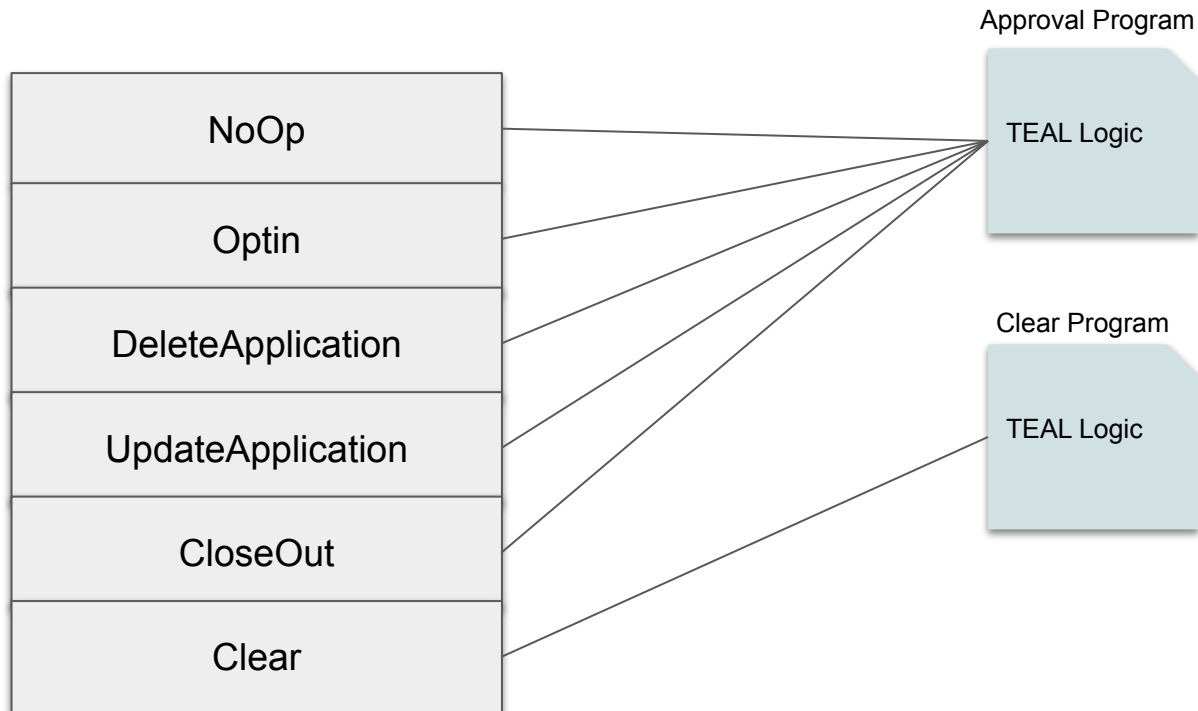 Approval Program
NoOp
TEAL Logic
Optin
Clear Program
DeleteApplication
TEAL Logic
UpdateApplication
CloseOut
Clear